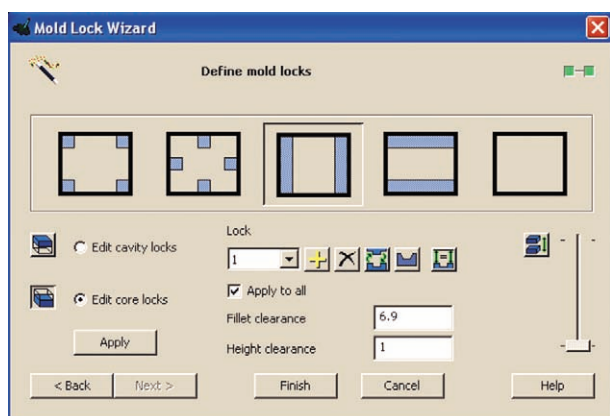 Mold Lock Wizard
Define mold locks
Lock
Edit cavity locks
1
Apply to all
Edit core locks
Fillet clearance 6.9
Apply
Height clearance 1
< Back Next > Finish Cancel Help